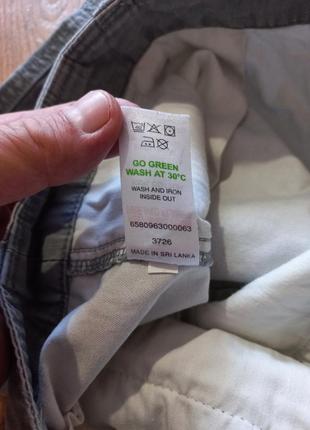 GO GREEN
WASH AT 30°C
WASH AND IRON
INSIDE OUT
6580963000063
3726
MADE IN SRI LANKA